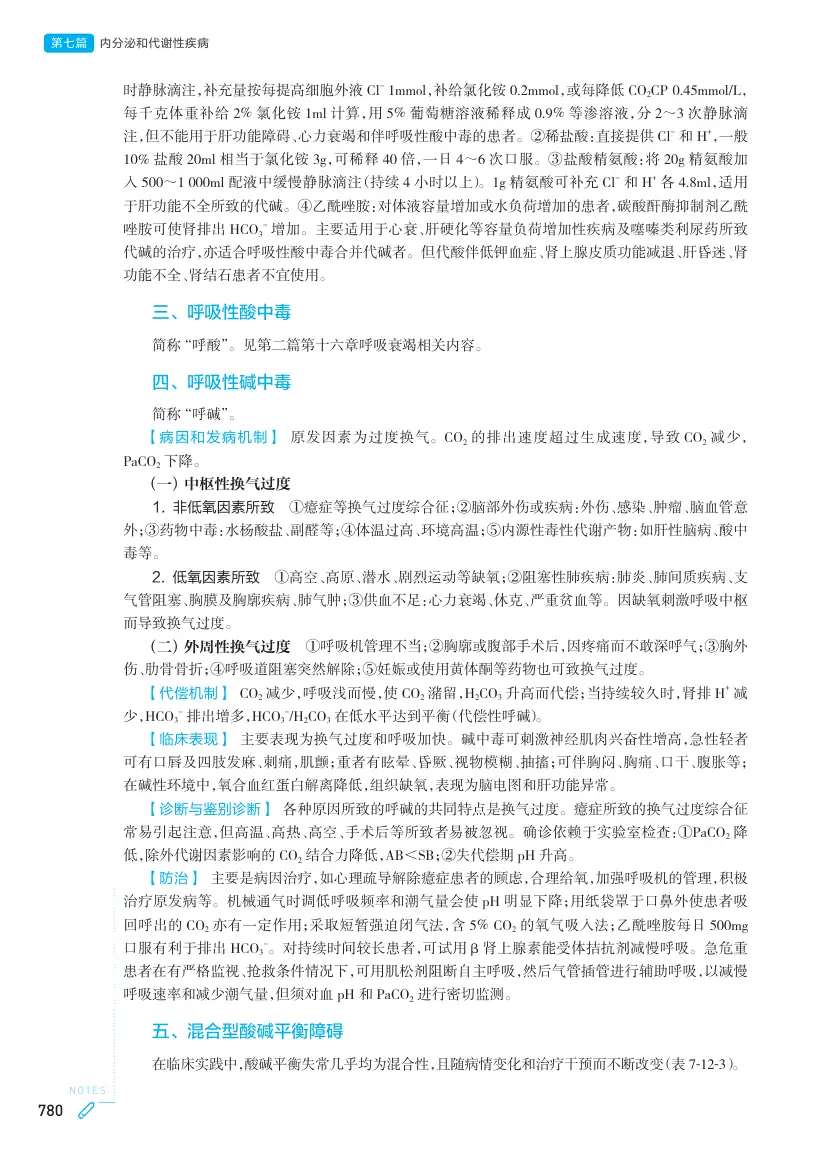 第七篇 内分泌和代谢性疾病
时静脉滴注,补充量按每提高细胞外液 Cl⁻ 1mmol,补给氯化铵 0.2mmol,或每降低 CO₂CP 0.45mmol/L,
每千克体重补给 2% 氯化铵 1ml 计算,用 5% 葡萄糖溶液稀释成 0.9% 等渗溶液,分 2～3 次静脉滴
注,但不能用于肝功能障碍、心力衰竭和伴呼吸性酸中毒的患者。②稀盐酸:直接提供 Cl⁻ 和 H⁺,一般
10% 盐酸 20ml 相当于氯化铵 3g,可稀释 40 倍,一日 4～6 次口服。③盐酸精氨酸:将 20g 精氨酸加
入 500～1 000ml 配液中缓慢静脉滴注(持续 4 小时以上)。1g 精氨酸可补充 Cl⁻ 和 H⁺ 各 4.8ml,适用
于肝功能不全所致的代碱。④乙酰唑胺:对体液容量增加或水负荷增加的患者,碳酸酐酶抑制剂乙酰
唑胺可使肾排出 HCO₃⁻ 增加。主要适用于心衰、肝硬化等容量负荷增加性疾病及噻嗪类利尿药所致
代碱的治疗,亦适合呼吸性酸中毒合并代碱者。但代酸伴低钾血症、肾上腺皮质功能减退、肝昏迷、肾
功能不全、肾结石患者不宜使用。
三、呼吸性酸中毒
简称 “呼酸”。见第二篇第十六章呼吸衰竭相关内容。
四、呼吸性碱中毒
简称 “呼碱”。
【病因和发病机制】 原发因素为过度换气。CO₂ 的排出速度超过生成速度,导致 CO₂ 减少,
PaCO₂ 下降。
(一) 中枢性换气过度
1. 非低氧因素所致 ①癔症等换气过度综合征;②脑部外伤或疾病:外伤、感染、肿瘤、脑血管意
外;③药物中毒:水杨酸盐、副醛等;④体温过高、环境高温;⑤内源性毒性代谢产物:如肝性脑病、酸中
毒等。
2. 低氧因素所致 ①高空、高原、潜水、剧烈运动等缺氧;②阻塞性肺疾病:肺炎、肺间质疾病、支
气管阻塞、胸膜及胸廓疾病、肺气肿;③供血不足:心力衰竭、休克、严重贫血等。因缺氧刺激呼吸中枢
而导致换气过度。
(二) 外周性换气过度 ①呼吸机管理不当;②胸廓或腹部手术后,因疼痛而不敢深呼气;③胸外
伤、肋骨骨折;④呼吸道阻塞突然解除;⑤妊娠或使用黄体酮等药物也可致换气过度。
【代偿机制】 CO₂ 减少,呼吸浅而慢,使 CO₂ 潴留,H₂CO₃ 升高而代偿;当持续较久时,肾排 H⁺ 减
少,HCO₃⁻ 排出增多,HCO₃⁻/H₂CO₃ 在低水平达到平衡(代偿性呼碱)。
【临床表现】 主要表现为换气过度和呼吸加快。碱中毒可刺激神经肌肉兴奋性增高,急性轻者
可有口唇及四肢发麻、刺痛,肌颤;重者有眩晕、昏厥、视物模糊、抽搐;可伴胸闷、胸痛、口干、腹胀等;
在碱性环境中,氧合血红蛋白解离降低,组织缺氧,表现为脑电图和肝功能异常。
【诊断与鉴别诊断】 各种原因所致的呼碱的共同特点是换气过度。癔症所致的换气过度综合征
常易引起注意,但高温、高热、高空、手术后等所致者易被忽视。确诊依赖于实验室检查:①PaCO₂ 降
低,除外代谢因素影响的 CO₂ 结合力降低,AB＜SB;②失代偿期 pH 升高。
【防治】 主要是病因治疗,如心理疏导解除癔症患者的顾虑,合理给氧,加强呼吸机的管理,积极
治疗原发病等。机械通气时调低呼吸频率和潮气量会使 pH 明显下降;用纸袋罩于口鼻外使患者吸
回呼出的 CO₂ 亦有一定作用;采取短暂强迫闭气法,含 5% CO₂ 的氧气吸入法;乙酰唑胺每日 500mg
口服有利于排出 HCO₃⁻。对持续时间较长患者,可试用 β 肾上腺素能受体拮抗剂减慢呼吸。急危重
患者在有严格监视、抢救条件情况下,可用肌松剂阻断自主呼吸,然后气管插管进行辅助呼吸,以减慢
呼吸速率和减少潮气量,但须对血 pH 和 PaCO₂ 进行密切监测。
五、混合型酸碱平衡障碍
在临床实践中,酸碱平衡失常几乎均为混合性,且随病情变化和治疗干预而不断改变(表 7-12-3)。
NOTES
780